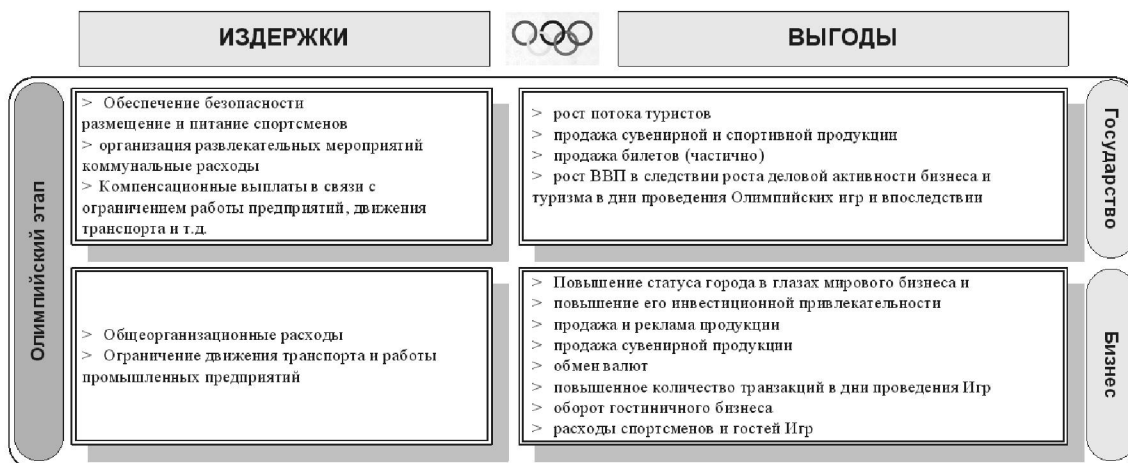 ИЗДЕРЖКИ
ВЫГОДЫ
Олимпийский этап
> Обеспечение безопасности
размещение и питание спортсменов
> организация развлекательных мероприятий
коммунальные расходы
> Компенсационные выплаты в связи с
ограничением работы предприятий, движения
транспорта и т.д.
> рост потока туристов
> продажа сувенирной и спортивной продукции
> продажа билетов (частично)
> рост ВВП в следствии роста деловой активности бизнеса и
туризма в дни проведения Олимпийских игр и впоследствии
Государство
> Общеорганизационные расходы
> Ограничение движения транспорта и работы
промышленных предприятий
> Повышение статуса города в глазах мирового бизнеса и
> повышение его инвестиционной привлекательности
> продажа и реклама продукции
> продажа сувенирной продукции
> обмен валют
> повышенное количество транзакций в дни проведения Игр
> оборот гостиничного бизнеса
> расходы спортсменов и гостей Игр
Бизнес